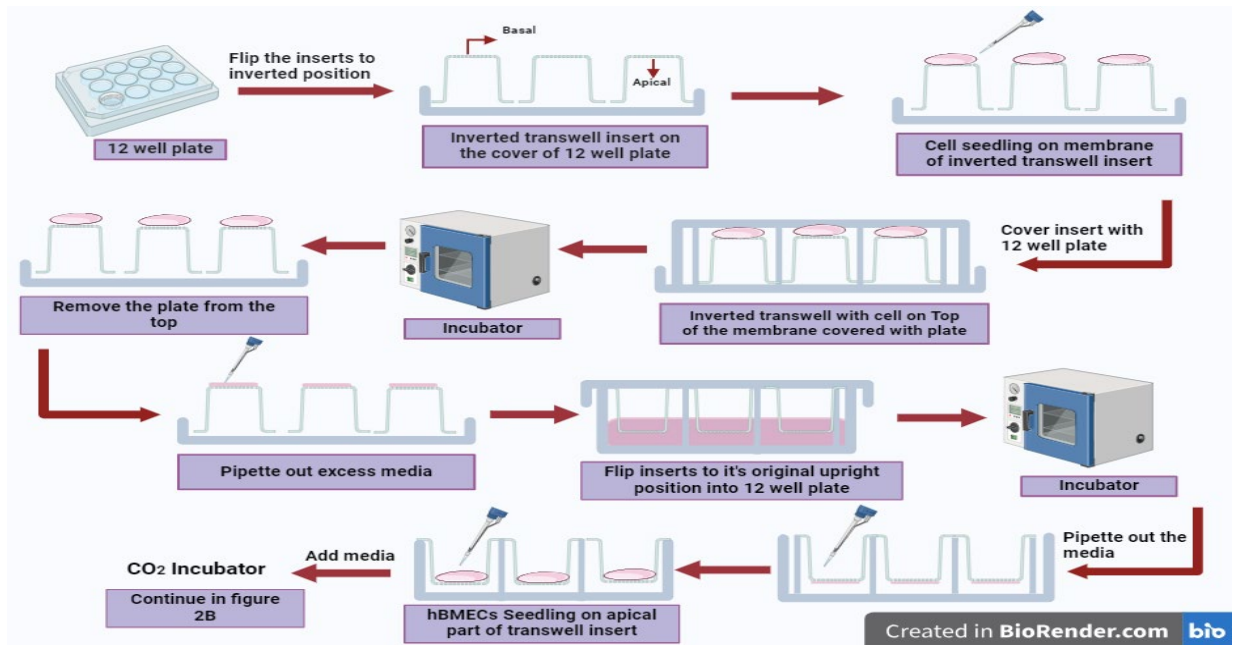 Flip the inserts to
inverted position
Basal
Apical
12 well plate
Inverted transwell insert on
the cover of 12 well plate
Cell seedling on membrane
of inverted transwell insert
Cover insert with
12 well plate
Inverted transwell with cell on Top
of the membrane covered with plate
Incubator
Remove the plate from the
top
Pipette out excess media
Flip inserts to it's original upright
position into 12 well plate
Incubator
Pipette out the
media
hBMECs Seedling on apical
part of transwell insert
Add media
CO2 Incubator
Continue in figure
2B
Created in BioRender.com bio